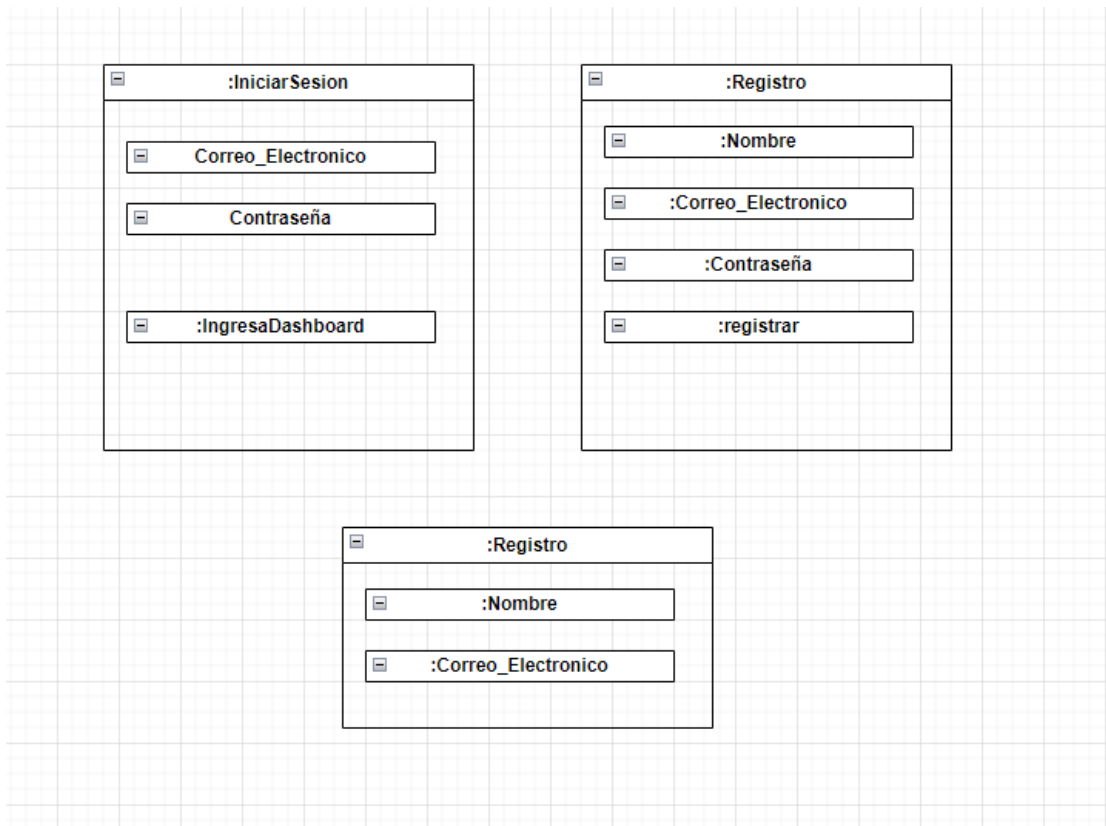 :IniciarSesion
Correo_Electronico
Contraseña
:IngresaDashboard
:Registro
:Nombre
:Correo_Electronico
:Contraseña
:registrar
:Registro
:Nombre
:Correo_Electronico